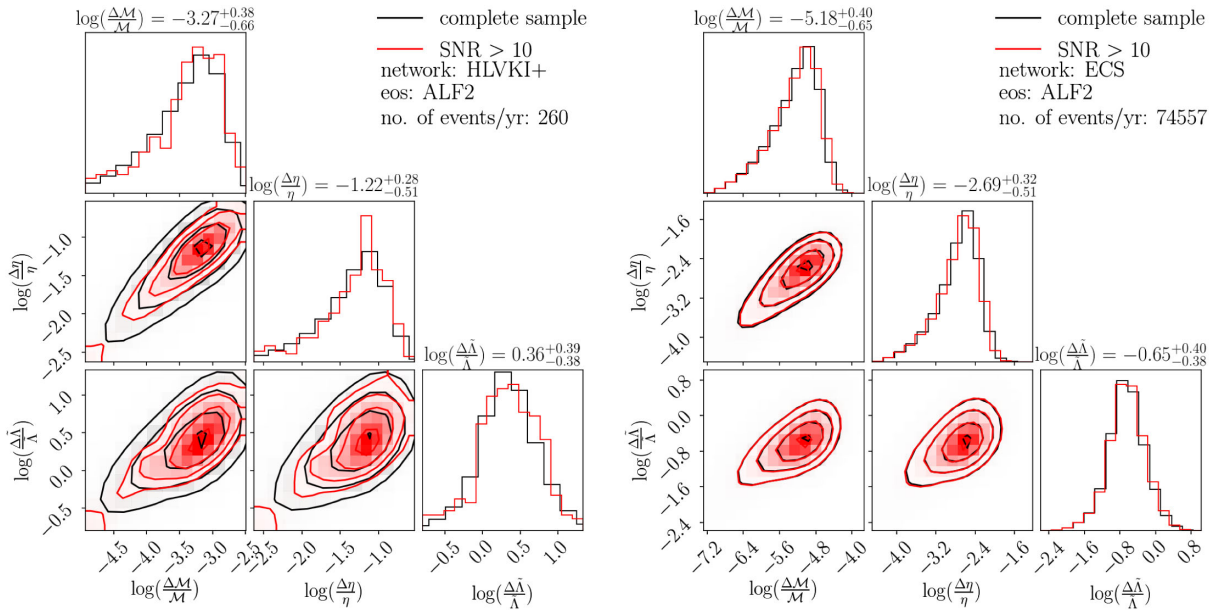 log(ΔM/M) = −3.27 +0.38 −0.66
complete sample
SNR > 10
network: HLVKI+
eos: ALF2
no. of events/yr: 260
log(Δη/η) = −1.22 +0.28 −0.51
log(Δη/η)
−1.0
−1.5
−2.0
−2.5
log(ΔΛ̃/Λ̃) = 0.36 +0.39 −0.38
log(ΔΛ̃/Λ̃)
1.0
0.5
0.0
−0.5
−4.5 −4.0 −3.5 −3.0 −2.5
−2.5 −2.0 −1.5 −1.0
−0.5 0.0 0.5 1.0
log(ΔM/M)
log(Δη/η)
log(ΔΛ̃/Λ̃)
log(ΔM/M) = −5.18 +0.40 −0.65
complete sample
SNR > 10
network: ECS
eos: ALF2
no. of events/yr: 74557
log(Δη/η) = −2.69 +0.32 −0.51
log(Δη/η)
−1.6
−2.4
−3.2
−4.0
log(ΔΛ̃/Λ̃) = −0.65 +0.40 −0.38
log(ΔΛ̃/Λ̃)
0.8
0.0
−0.8
−1.6
−2.4
−7.2 −6.4 −5.6 −4.8 −4.0
−4.0 −3.2 −2.4 −1.6
−2.4 −1.6 −0.8 0.0 0.8
log(ΔM/M)
log(Δη/η)
log(ΔΛ̃/Λ̃)